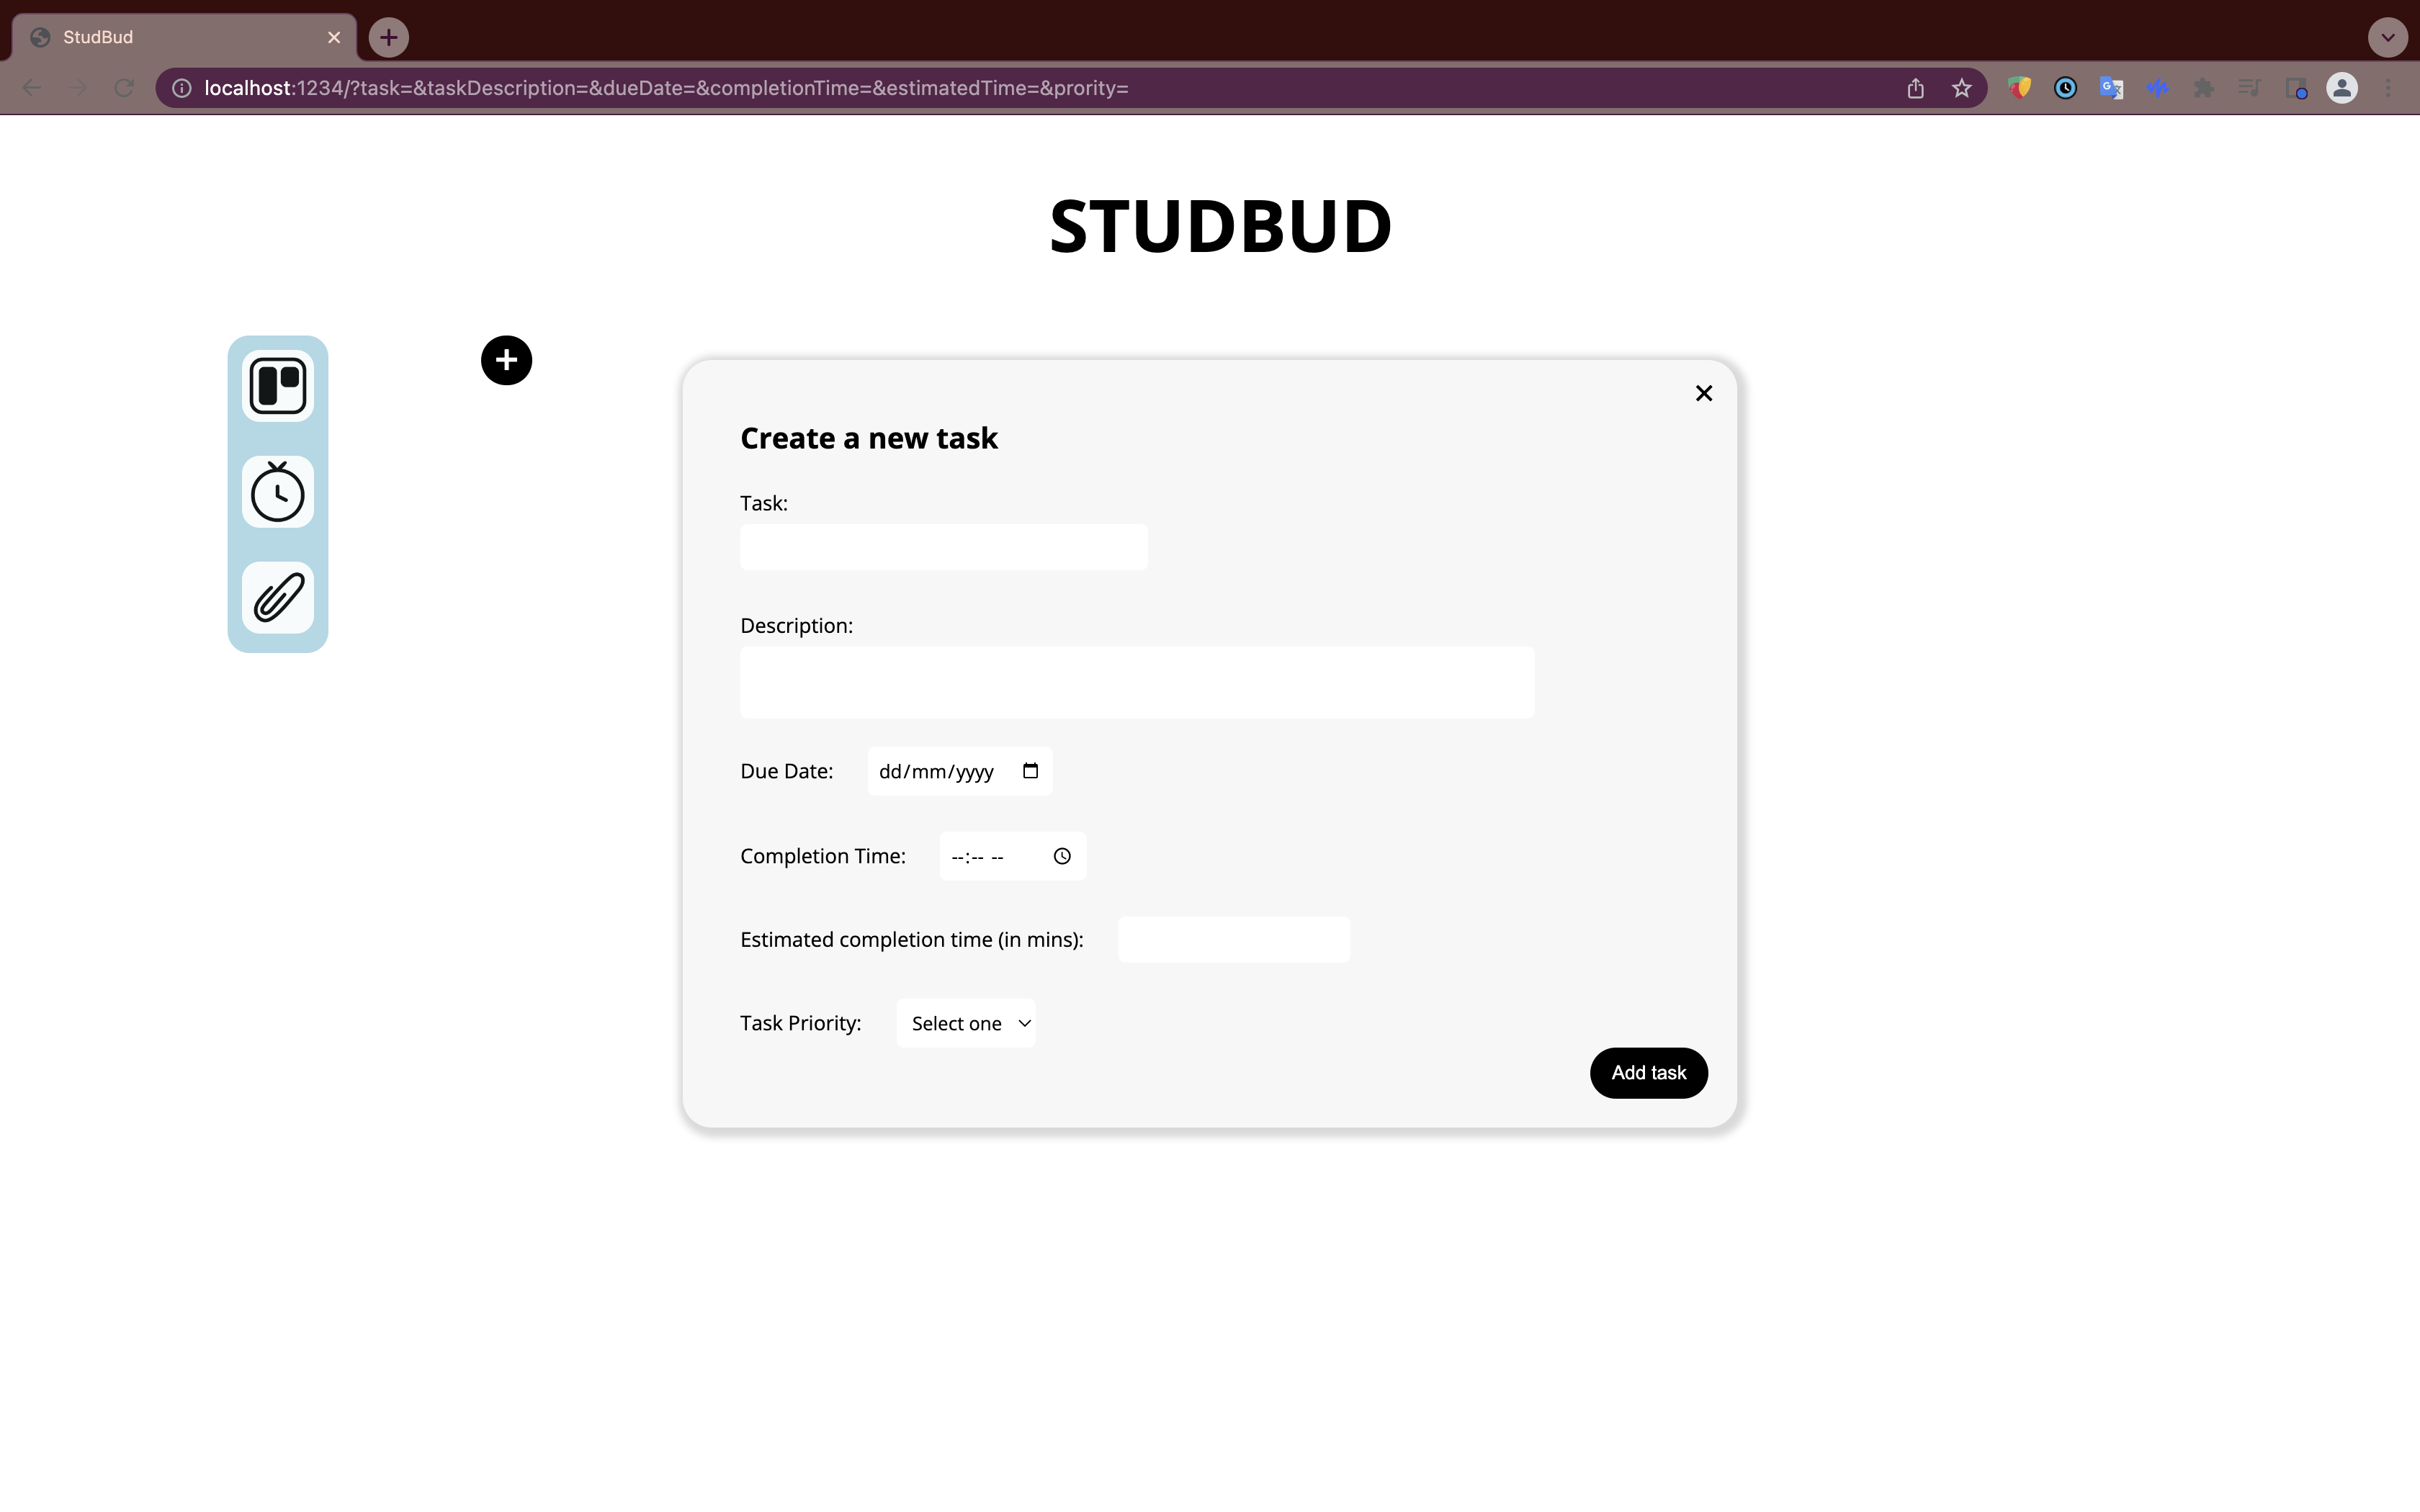 StudBud
localhost:1234/?task=&taskDescription=&dueDate=&completionTime=&estimatedTime=&prority=
STUDBUD
Create a new task
Task:
Description:
Due Date: dd/mm/yyyy
Completion Time: --:-- --
Estimated completion time (in mins):
Task Priority: Select one
Add task